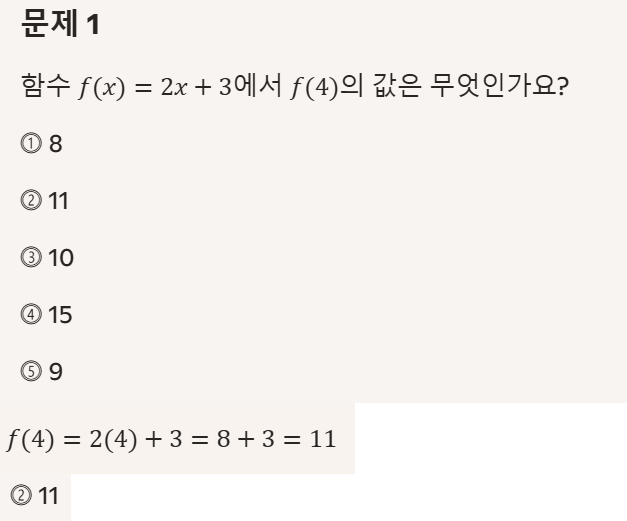 문제 1
함수 f(x) = 2x + 3에서 f(4)의 값은 무엇인가요?
① 8
② 11
③ 10
④ 15
⑤ 9
f(4) = 2(4) + 3 = 8 + 3 = 11
② 11